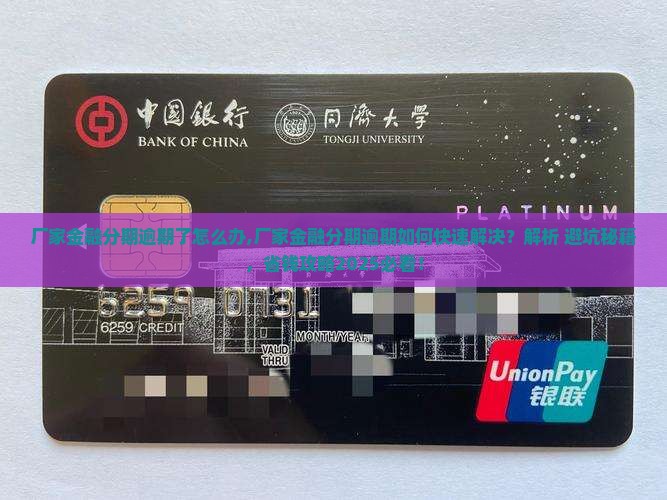 中國銀行
BANK OF CHINA
同濟大學
TONGJI UNIVERSITY
PLATINUM
厂家金融分期逾期了怎么办,厂家金融分期逾期如何快速解决？解析 避坑秘籍
、省钱攻略2025必看！
6259 0731
6259 CREDIT
MONTH/YEAR
VALID
THRU
UnionPay
银联